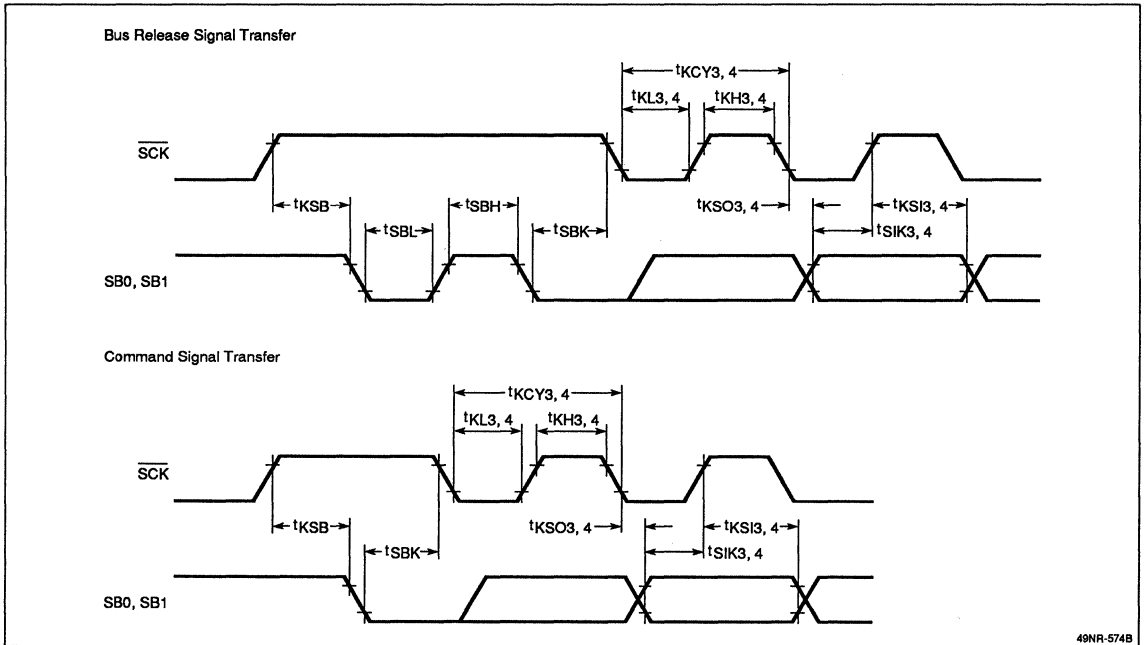 Bus Release Signal Transfer
tKCY3, 4
tKL3, 4
tKH3, 4
SCK
tKSB
tSBH
tKSO3, 4
tKSI3, 4
tSBL
tSBK
tSIK3, 4
SB0, SB1
Command Signal Transfer
tKCY3, 4
tKL3, 4
tKH3, 4
SCK
tKSB
tKSO3, 4
tKSI3, 4
tSBK
tSIK3, 4
SB0, SB1
49NR-574B